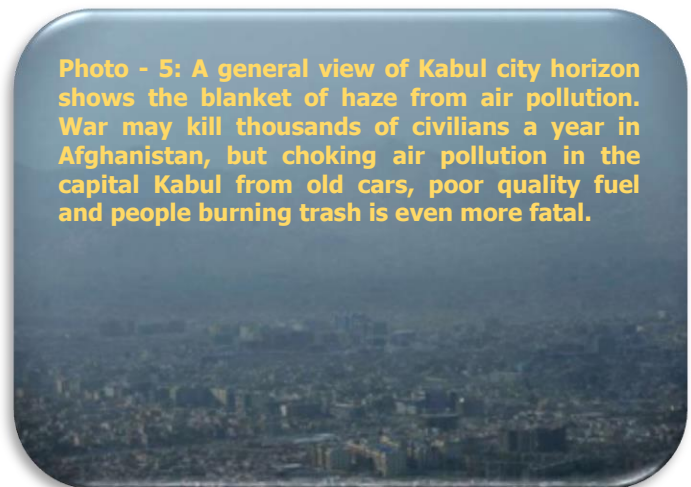 Photo - 5: A general view of Kabul city horizon
shows the blanket of haze from air pollution.
War may kill thousands of civilians a year in
Afghanistan, but choking air pollution in the
capital Kabul from old cars, poor quality fuel
and people burning trash is even more fatal.